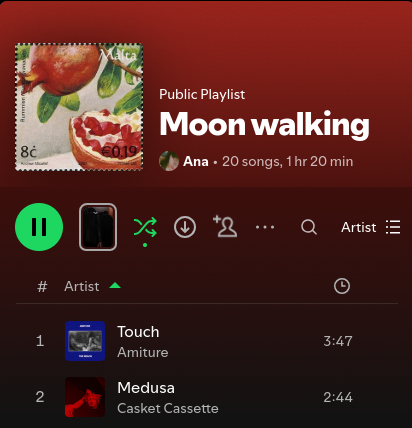 Malta
8ċ
€0.19
Public Playlist
Moon walking
Ana • 20 songs, 1 hr 20 min
Artist
# Artist
1 Touch 3:47
Amiture
2 Medusa 2:44
Casket Cassette